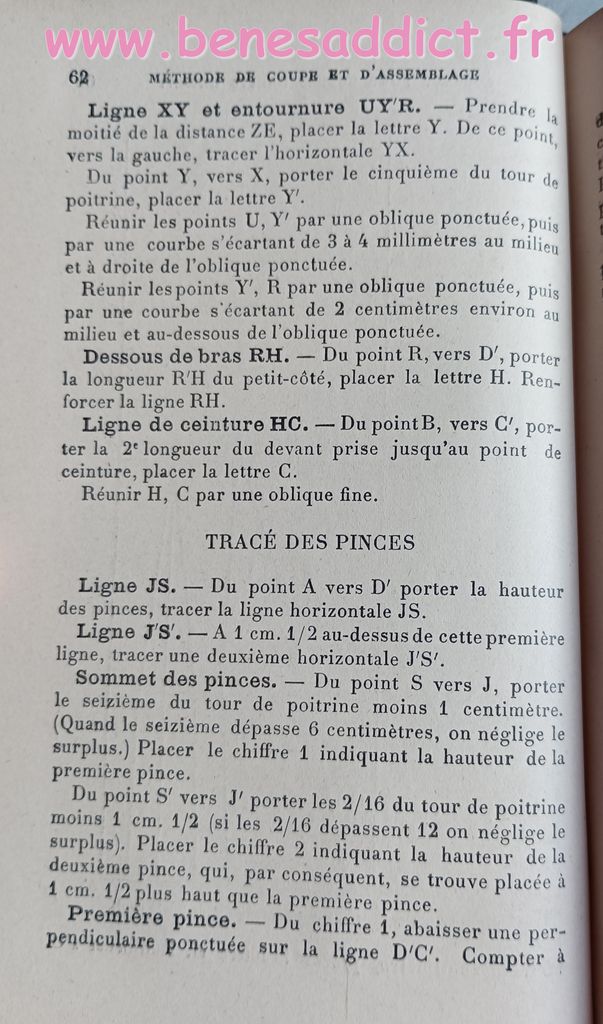 www.benesaddict.fr
62 MÉTHODE DE COUPE ET D'ASSEMBLAGE
Ligne XY et entournure UY'R. — Prendre la
moitié de la distance ZE, placer la lettre Y. De ce point,
vers la gauche, tracer l'horizontale YX.
Du point Y, vers X, porter le cinquième du tour de
poitrine, placer la lettre Y'.
Réunir les points U, Y' par une oblique ponctuée, puis
par une courbe s'écartant de 3 à 4 millimètres au milieu
et à droite de l'oblique ponctuée.
Réunir les points Y', R par une oblique ponctuée, puis
par une courbe s'écartant de 2 centimètres environ au
milieu et au-dessous de l'oblique ponctuée.
Dessous de bras RH. — Du point R, vers D', porter
la longueur R'H du petit-côté, placer la lettre H. Ren-
forcer la ligne RH.
Ligne de ceinture HC. — Du point B, vers C', por-
ter la 2e longueur du devant prise jusqu'au point de
ceinture, placer la lettre C.
Réunir H, C par une oblique fine.
TRACÉ DES PINCES
Ligne JS. — Du point A vers D' porter la hauteur
des pinces, tracer la ligne horizontale JS.
Ligne J'S'. — A 1 cm. 1/2 au-dessus de cette première
ligne, tracer une deuxième horizontale J'S'.
Sommet des pinces. — Du point S vers J, porter
le seizième du tour de poitrine moins 1 centimètre.
(Quand le seizième dépasse 6 centimètres, on néglige le
surplus.) Placer le chiffre 1 indiquant la hauteur de la
première pince.
Du point S' vers J' porter les 2/16 du tour de poitrine
moins 1 cm. 1/2 (si les 2/16 dépassent 12 on néglige le
surplus). Placer le chiffre 2 indiquant la hauteur de la
deuxième pince, qui, par conséquent, se trouve placée à
1 cm. 1/2 plus haut que la première pince.
Première pince. — Du chiffre 1, abaisser une per-
pendiculaire ponctuée sur la ligne D'C'. Compter à